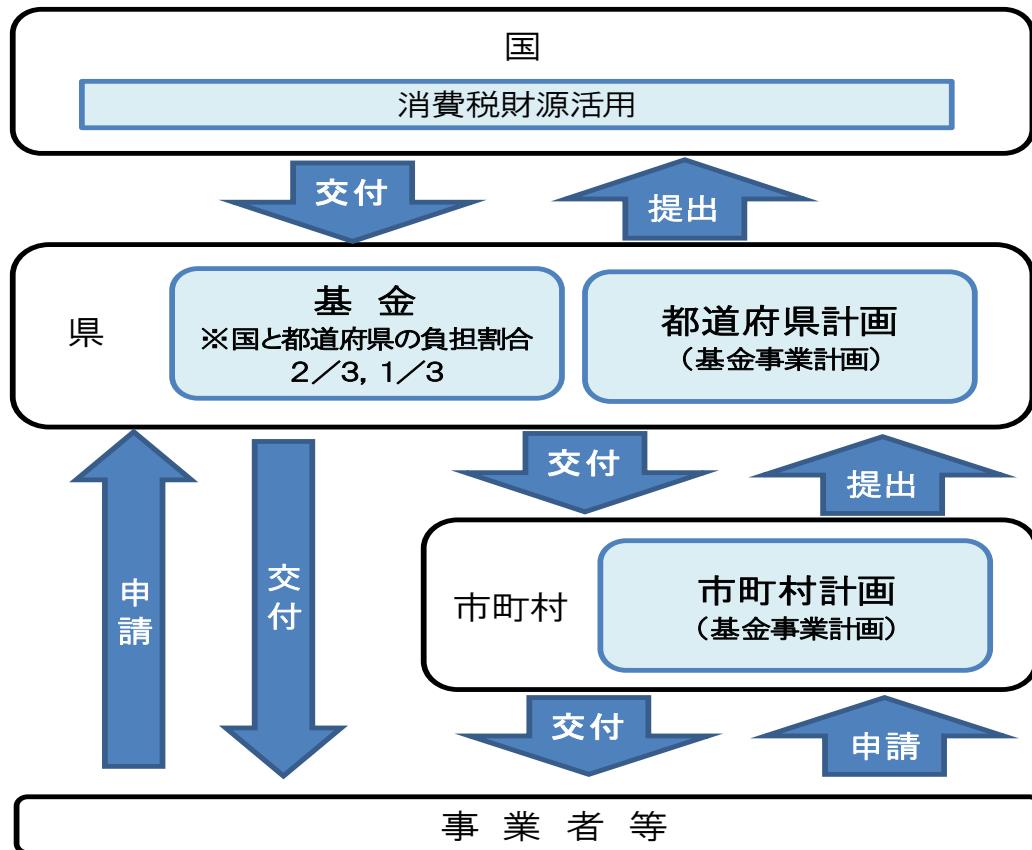 国
消費税財源活用
交付
提出
県
基 金
※国と都道府県の負担割合
2／3，1／3
都道府県計画
（基金事業計画）
交付
提出
申請
交付
市町村
市町村計画
（基金事業計画）
交付
申請
事 業 者 等